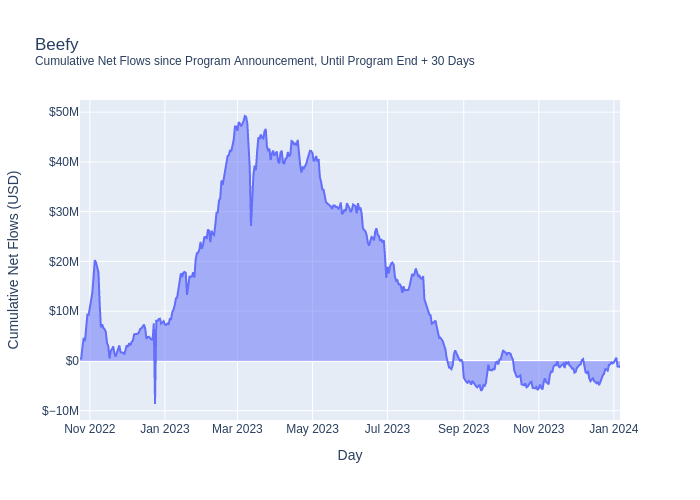 Beefy
Cumulative Net Flows since Program Announcement, Until Program End + 30 Days
Cumulative Net Flows (USD)
$50M
$40M
$30M
$20M
$10M
$0
$−10M
Nov 2022 Jan 2023 Mar 2023 May 2023 Jul 2023 Sep 2023 Nov 2023 Jan 2024
Day